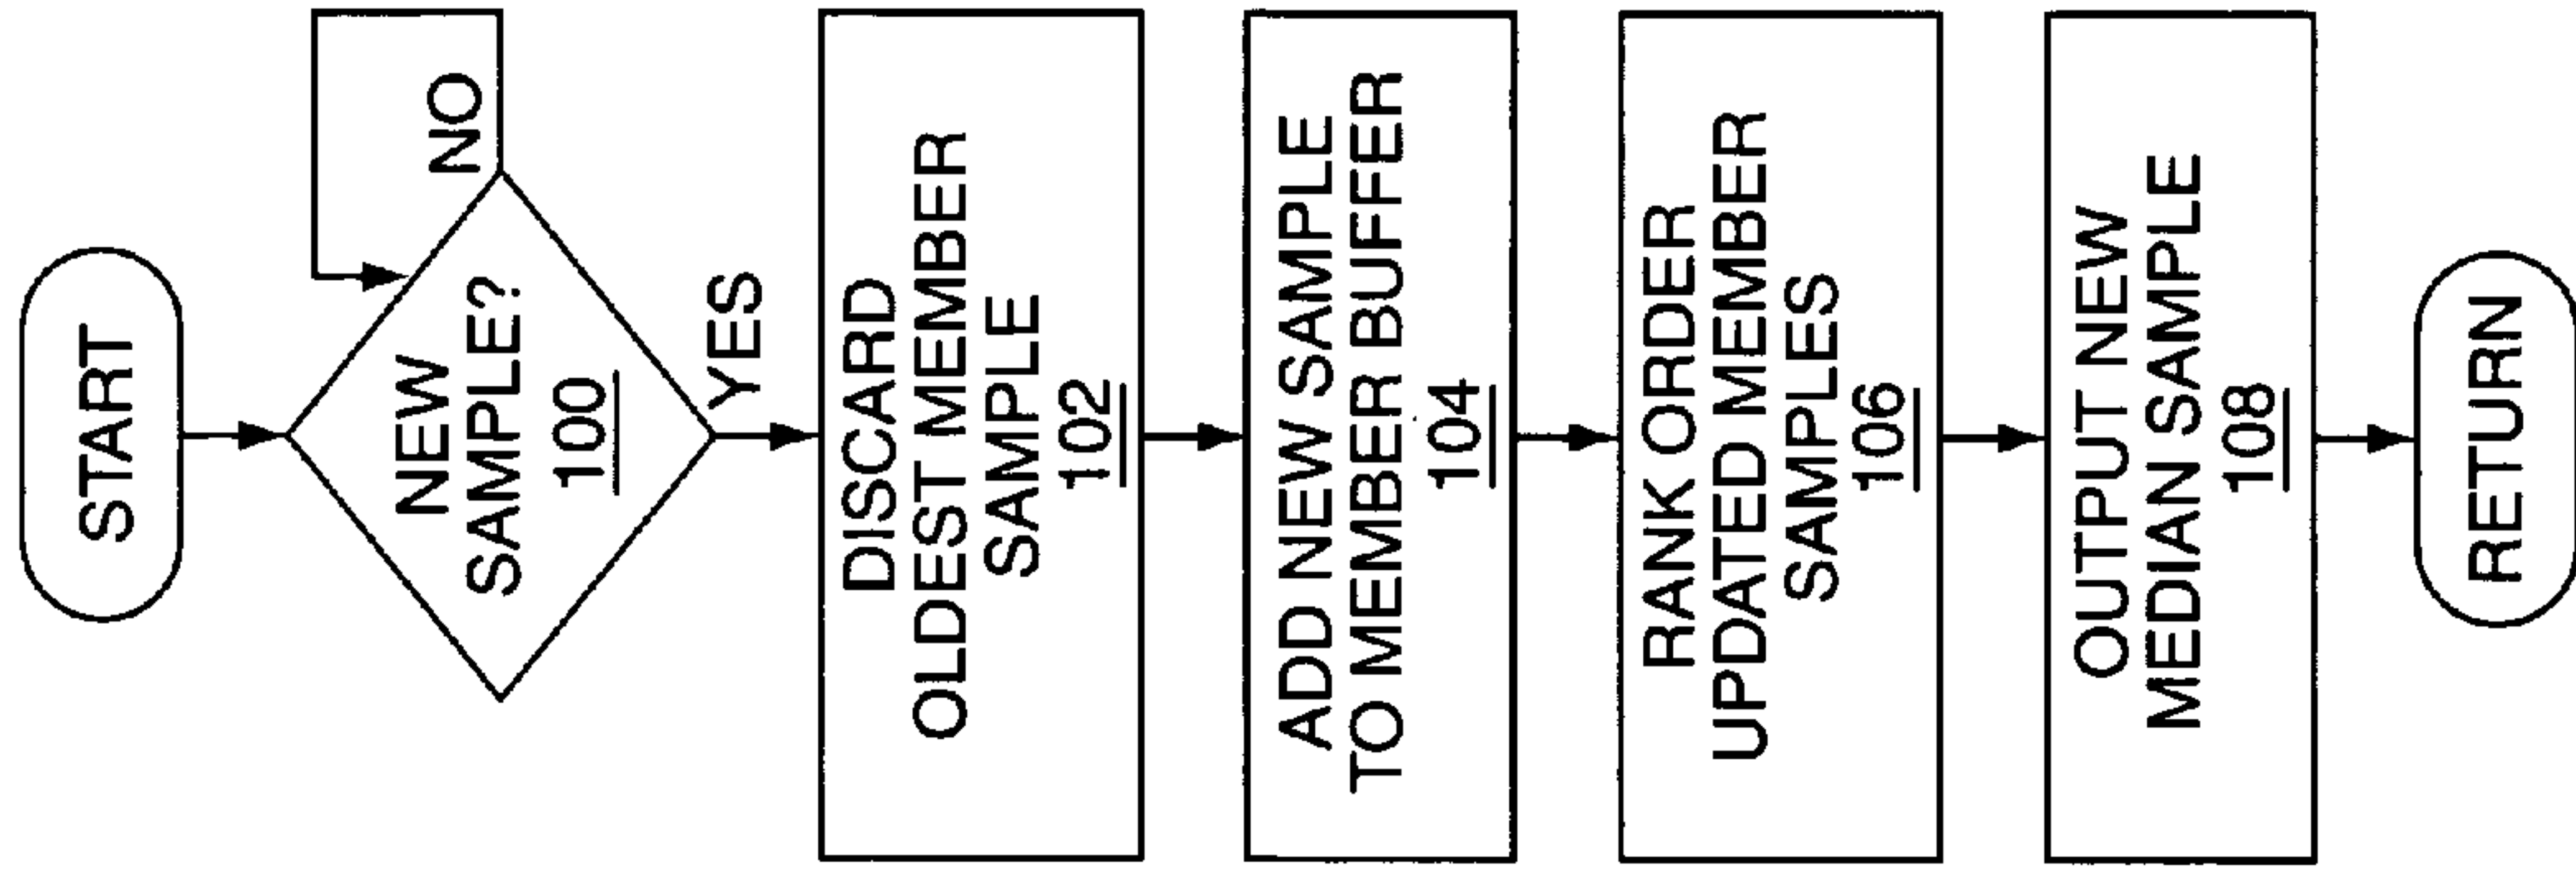 START
NEW
SAMPLE?
100
NO
YES
DISCARD
OLDEST MEMBER
SAMPLE
102
ADD NEW SAMPLE
TO MEMBER BUFFER
104
RANK ORDER
UPDATED MEMBER
SAMPLES
106
OUTPUT NEW
MEDIAN SAMPLE
108
RETURN